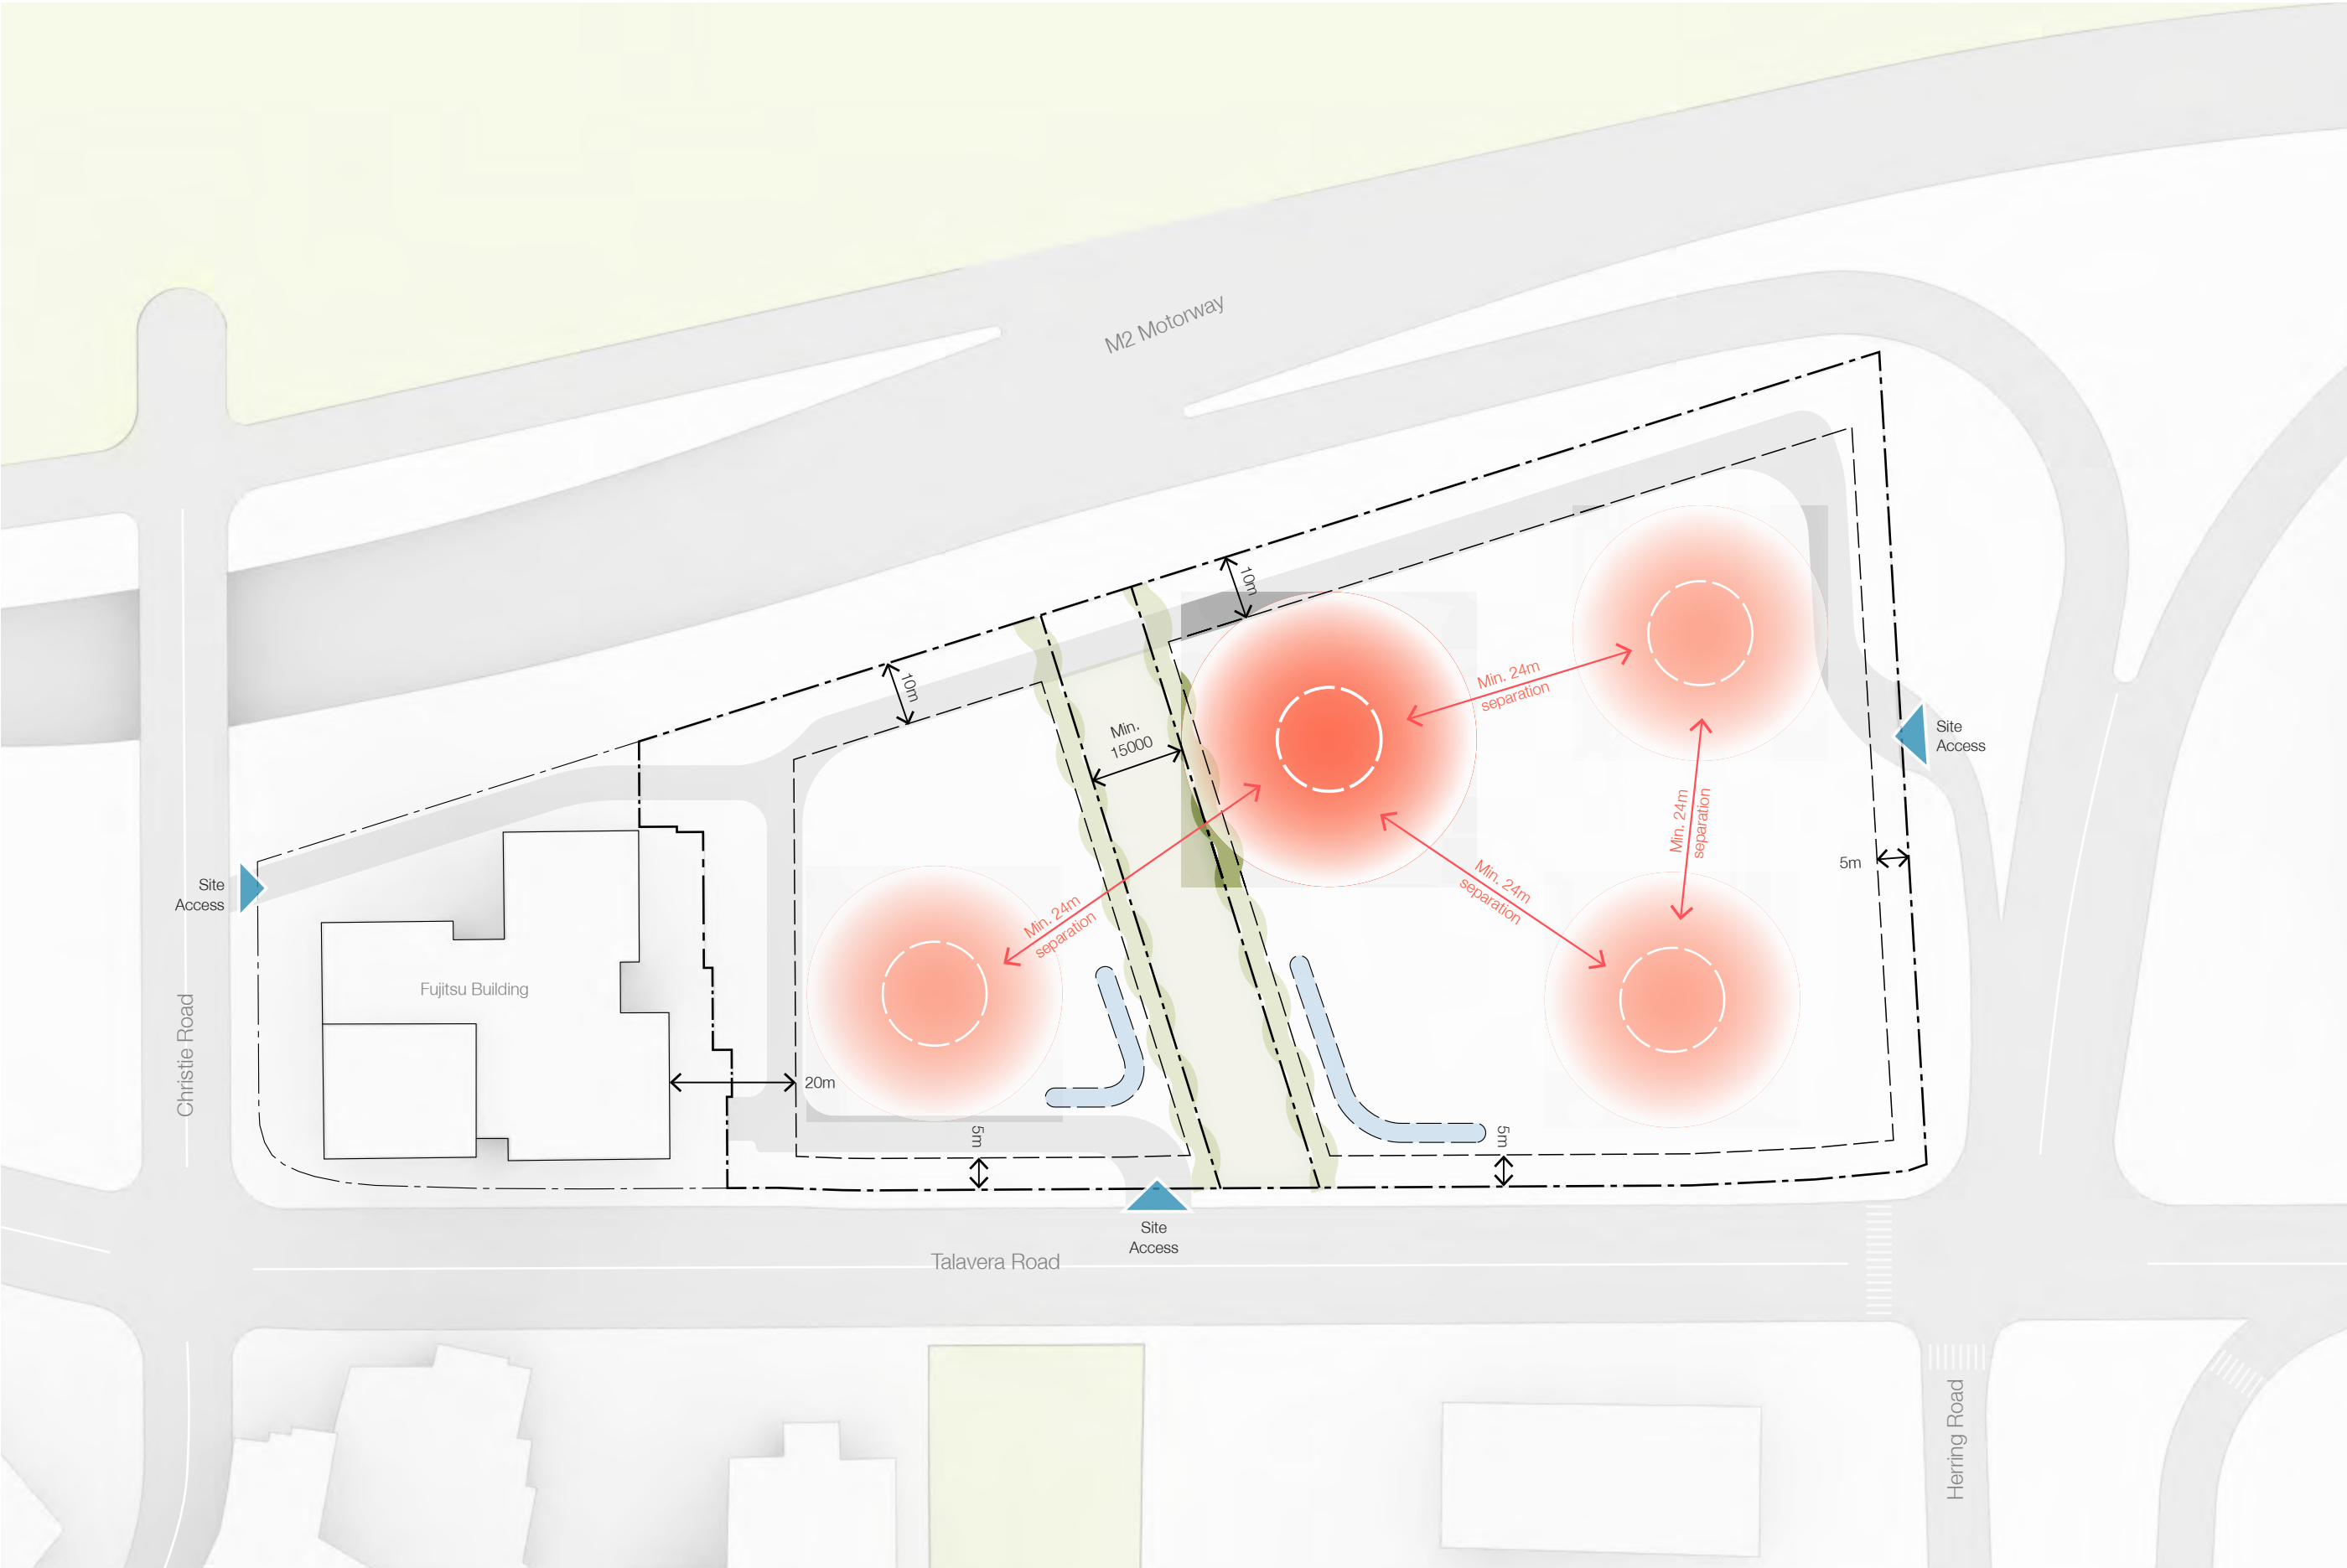 M2 Motorway
10m
10m
Min. 24m
separation
Min.
15000
Site
Access
Min. 24m
separation
5m
Min. 24m
separation
Site
Access
Min. 24m
separation
Fujitsu Building
Christie Road
20m
5m
5m
Site
Access
Talavera Road
Herring Road